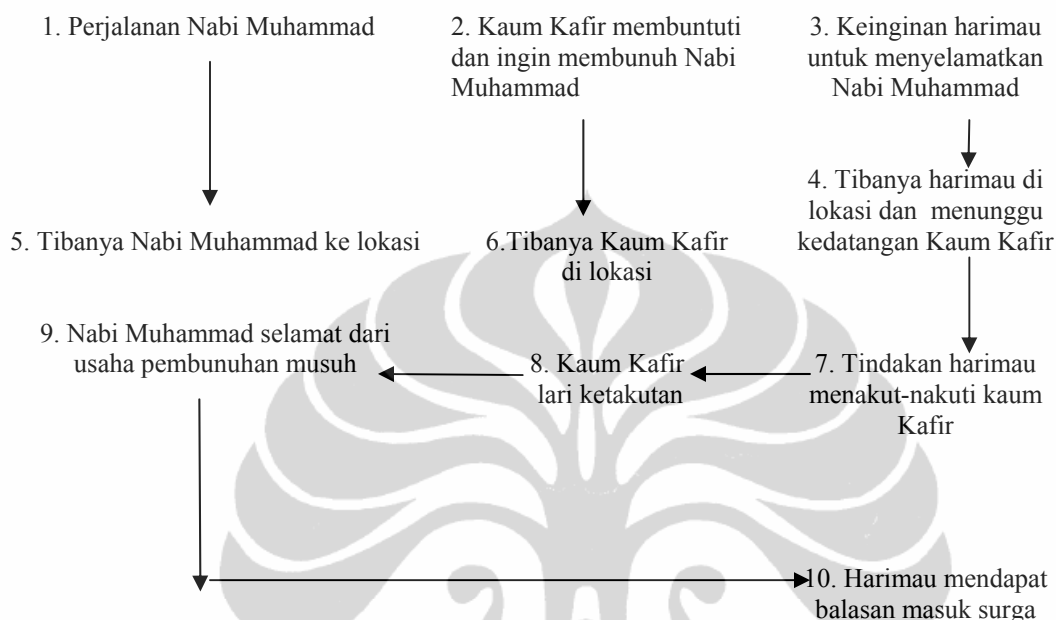 1. Perjalanan Nabi Muhammad
2. Kaum Kafir membuntuti
dan ingin membunuh Nabi
Muhammad
3. Keinginan harimau
untuk menyelamatkan
Nabi Muhammad
4. Tibanya harimau di
lokasi dan menunggu
kedatangan Kaum Kafir
5. Tibanya Nabi Muhammad ke lokasi
6.Tibanya Kaum Kafir
di lokasi
7. Tindakan harimau
menakut-nakuti kaum
Kafir
8. Kaum Kafir
lari ketakutan
9. Nabi Muhammad selamat dari
usaha pembunuhan musuh
10. Harimau mendapat
balasan masuk surga